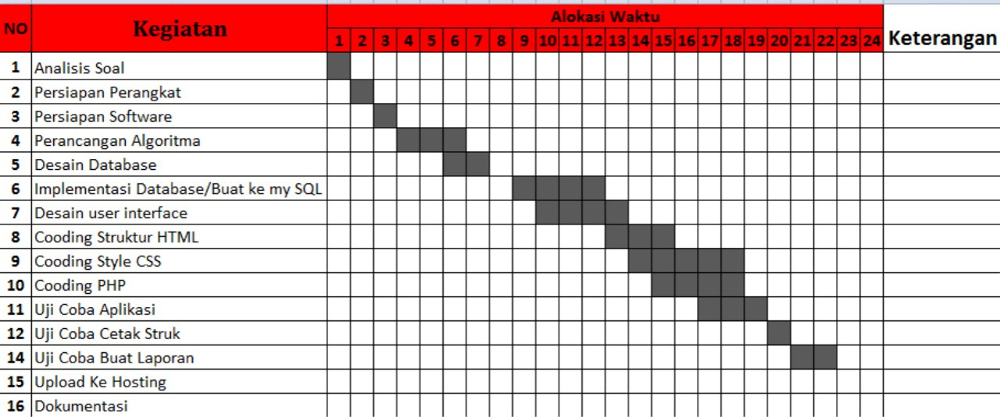 NO Kegiatan Alokasi Waktu Keterangan
1 2 3 4 5 6 7 8 9 10 11 12 13 14 15 16 17 18 19 20 21 22 23 24
1 Analisis Soal
2 Persiapan Perangkat
3 Persiapan Software
4 Perancangan Algoritma
5 Desain Database
6 Implementasi Database/Buat ke my SQL
7 Desain user interface
8 Cooding Struktur HTML
9 Cooding Style CSS
10 Cooding PHP
11 Uji Coba Aplikasi
12 Uji Coba Cetak Struk
14 Uji Coba Buat Laporan
15 Upload Ke Hosting
16 Dokumentasi